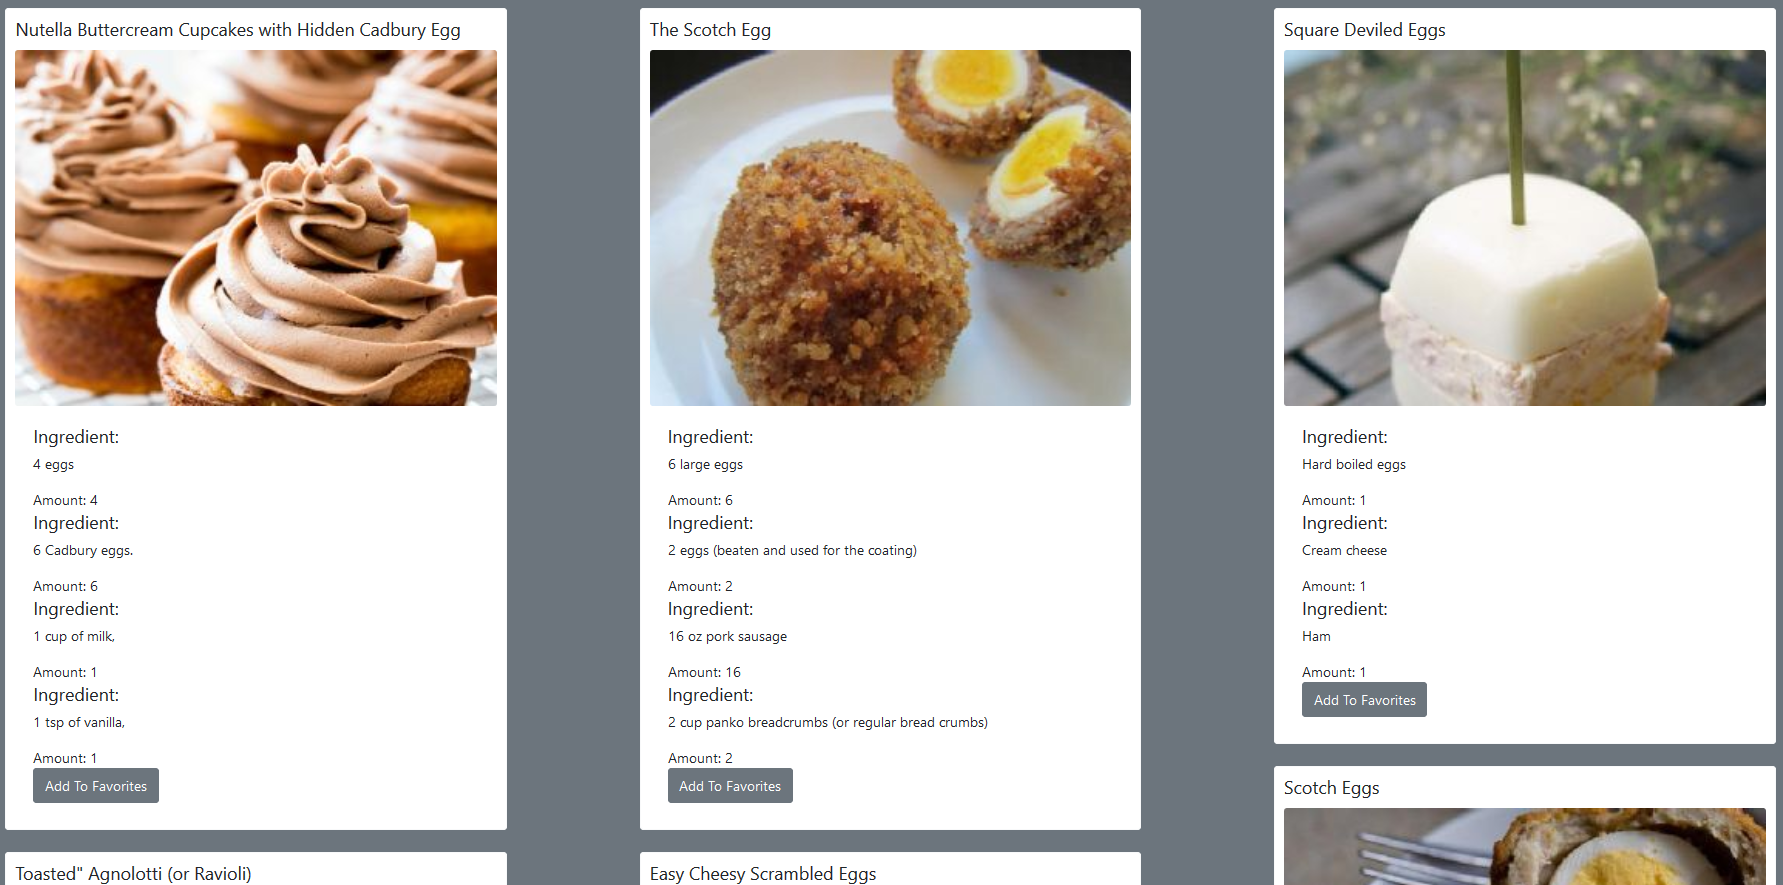 Nutella Buttercream Cupcakes with Hidden Cadbury Egg
Ingredient:
4 eggs
Amount: 4
Ingredient:
6 Cadbury eggs.
Amount: 6
Ingredient:
1 cup of milk,
Amount: 1
Ingredient:
1 tsp of vanilla,
Amount: 1
Add To Favorites
Toasted" Agnolotti (or Ravioli)
The Scotch Egg
Ingredient:
6 large eggs
Amount: 6
Ingredient:
2 eggs (beaten and used for the coating)
Amount: 2
Ingredient:
16 oz pork sausage
Amount: 16
Ingredient:
2 cup panko breadcrumbs (or regular bread crumbs)
Amount: 2
Add To Favorites
Easy Cheesy Scrambled Eggs
Square Deviled Eggs
Ingredient:
Hard boiled eggs
Amount: 1
Ingredient:
Cream cheese
Amount: 1
Ingredient:
Ham
Amount: 1
Add To Favorites
Scotch Eggs